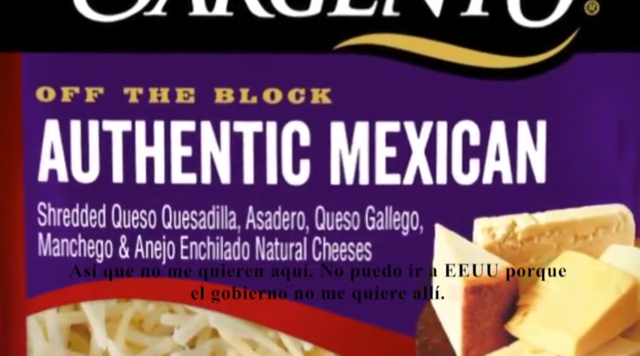 SARGENTO®
OFF THE BLOCK
AUTHENTIC MEXICAN
Shredded Queso Quesadilla, Asadero, Queso Gallego,
Manchego & Anejo Enchilado Natural Cheeses
Así que no me quieren aquí. No puedo ir a EEUU porque
el gobierno no me quiere allí.